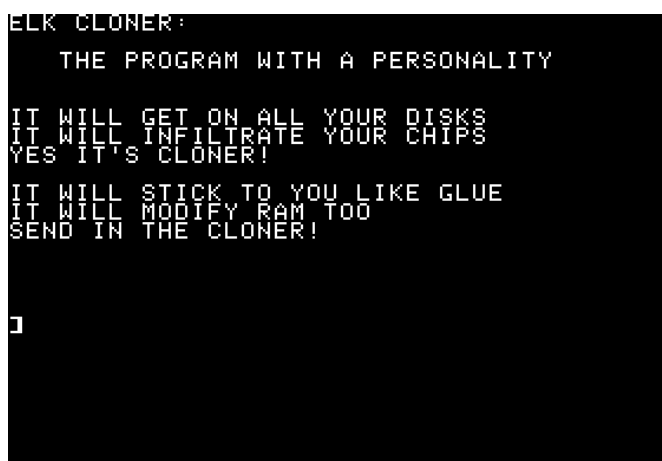 ELK CLONER:
THE PROGRAM WITH A PERSONALITY
IT WILL GET ON ALL YOUR DISKS
IT WILL INFILTRATE YOUR CHIPS
YES IT'S CLONER!
IT WILL STICK TO YOU LIKE GLUE
IT WILL MODIFY RAM TOO
SEND IN THE CLONER!
]